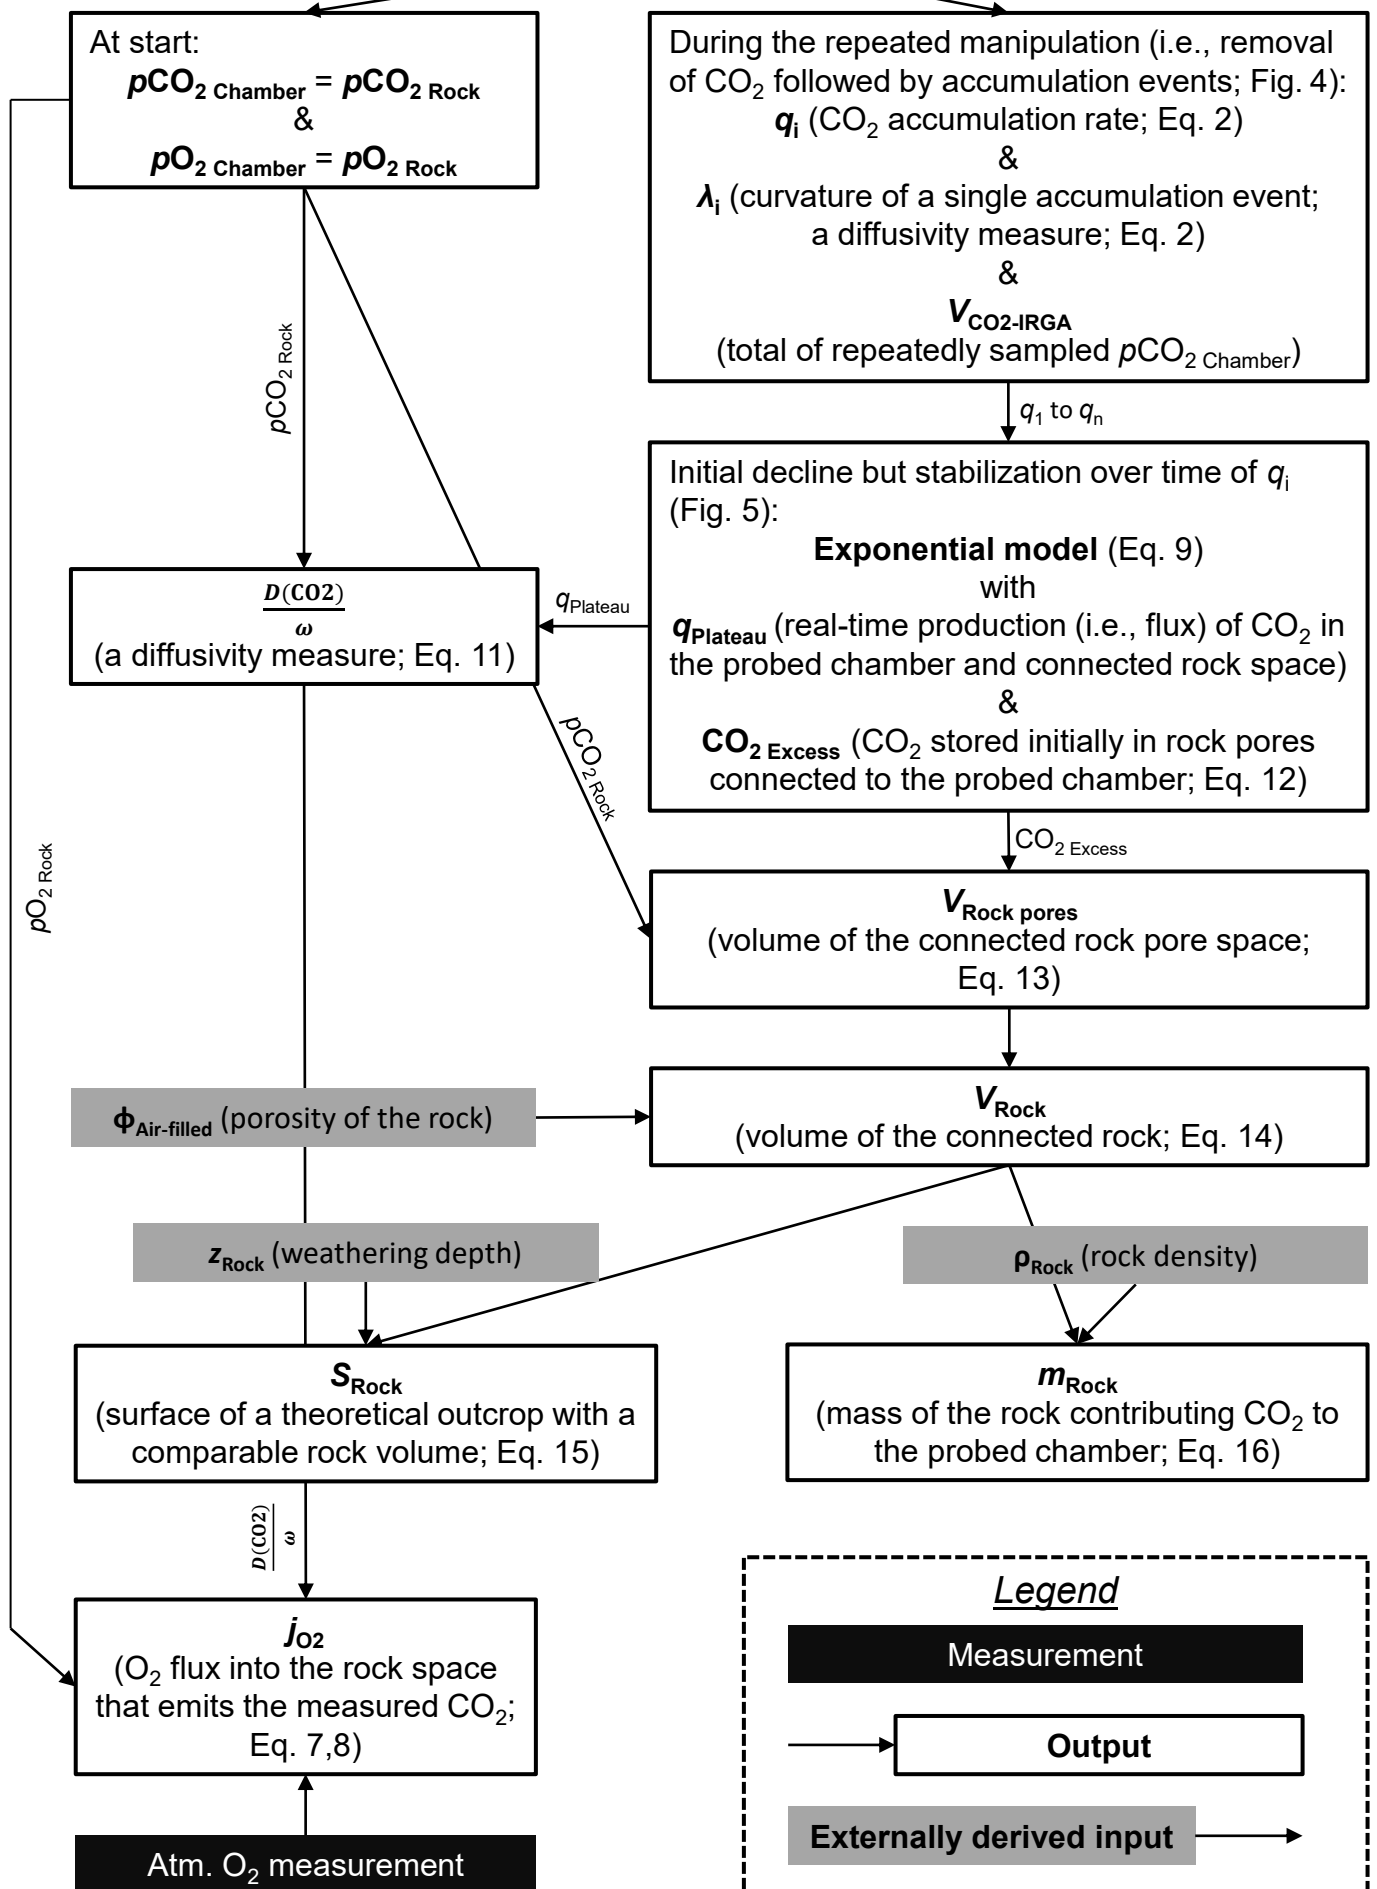 At start:
pCO2 Chamber = pCO2 Rock
&
pO2 Chamber = pO2 Rock
During the repeated manipulation (i.e., removal
of CO2 followed by accumulation events; Fig. 4):
qi (CO2 accumulation rate; Eq. 2)
&
λi (curvature of a single accumulation event;
a diffusivity measure; Eq. 2)
&
VCO2-IRGA
(total of repeatedly sampled pCO2 Chamber)
pCO2 Rock
q1 to qn
Initial decline but stabilization over time of qi
(Fig. 5):
Exponential model (Eq. 9)
with
qPlateau (real-time production (i.e., flux) of CO2 in
the probed chamber and connected rock space)
&
CO2 Excess (CO2 stored initially in rock pores
connected to the probed chamber; Eq. 12)
qPlateau
D(CO2)
ω
(a diffusivity measure; Eq. 11)
pCO2 Rock
CO2 Excess
pO2 Rock
VRock pores
(volume of the connected rock pore space;
Eq. 13)
ϕAir-filled (porosity of the rock)
VRock
(volume of the connected rock; Eq. 14)
zRock (weathering depth)
ρRock (rock density)
SRock
(surface of a theoretical outcrop with a
comparable rock volume; Eq. 15)
mRock
(mass of the rock contributing CO2 to
the probed chamber; Eq. 16)
D(CO2)
ω
jO2
(O2 flux into the rock space
that emits the measured CO2;
Eq. 7,8)
Atm. O2 measurement
Legend
Measurement
Output
Externally derived input